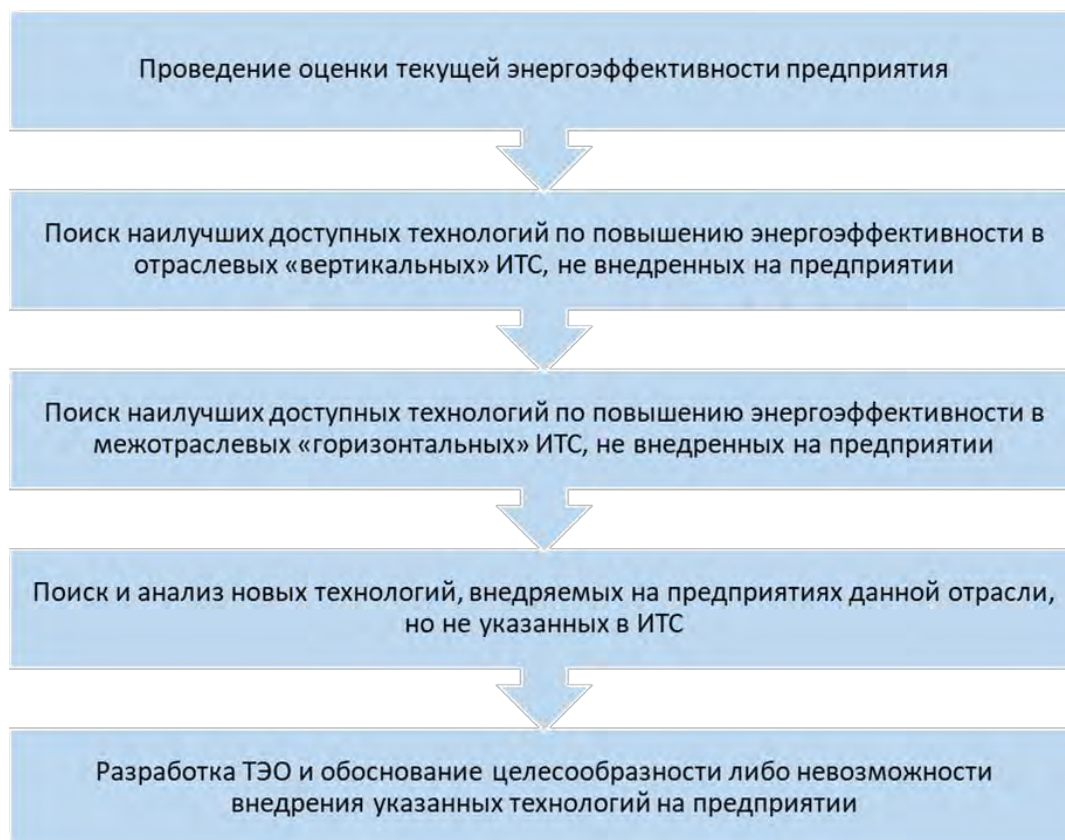 Проведение оценки текущей энергоэффективности предприятия
Поиск наилучших доступных технологий по повышению энергоэффективности в
отраслевых «вертикальных» ИТС, не внедренных на предприятии
Поиск наилучших доступных технологий по повышению энергоэффективности в
межотраслевых «горизонтальных» ИТС, не внедренных на предприятии
Поиск и анализ новых технологий, внедряемых на предприятиях данной отрасли,
но не указанных в ИТС
Разработка ТЭО и обоснование целесообразности либо невозможности
внедрения указанных технологий на предприятии